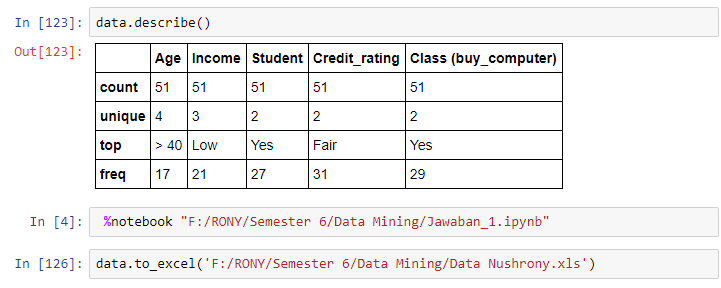 In [123]: data.describe()
Out[123]:
Age Income Student Credit_rating Class (buy_computer)
count 51 51 51 51 51
unique 4 3 2 2 2
top > 40 Low Yes Fair Yes
freq 17 21 27 31 29
In [4]: %notebook "F:/RONY/Semester 6/Data Mining/Jawaban_1.ipynb"
In [126]: data.to_excel('F:/RONY/Semester 6/Data Mining/Data Nushrony.xls')